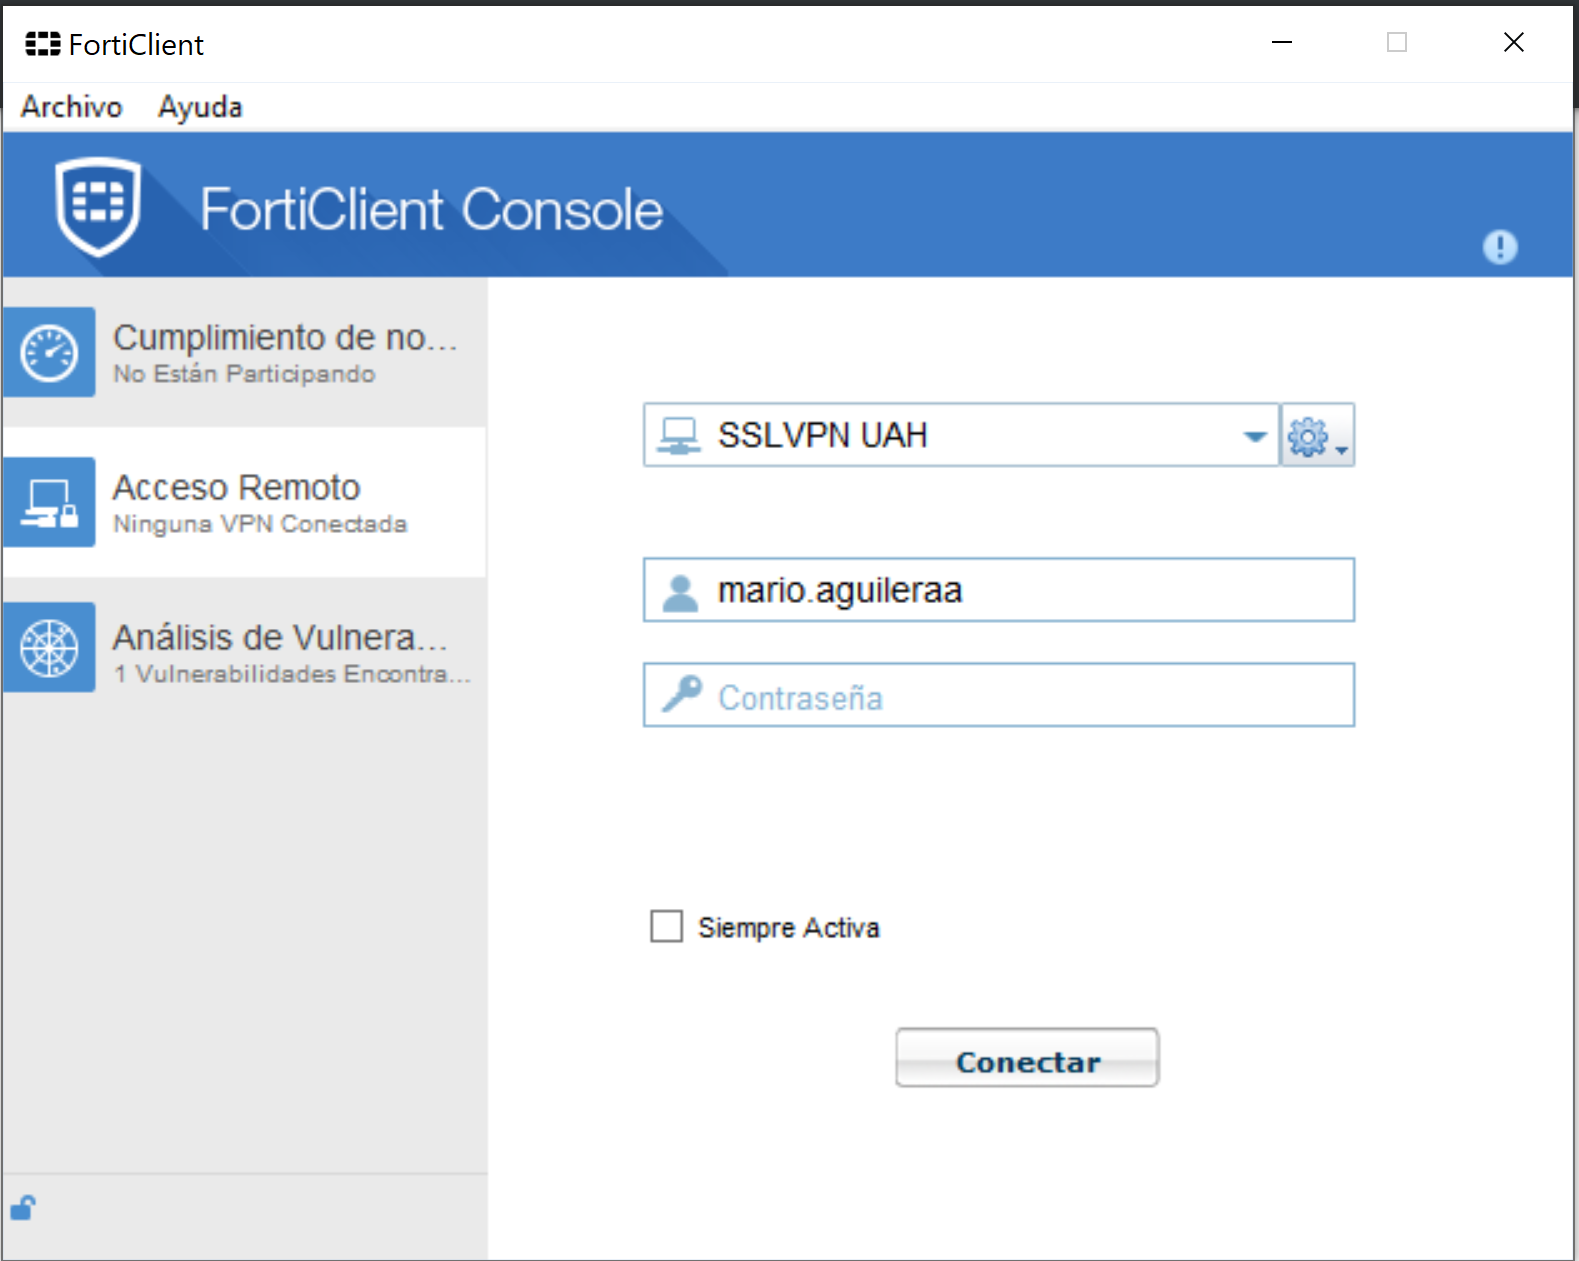 FortiClient
Archivo Ayuda
FortiClient Console
Cumplimiento de no...
No Están Participando
Acceso Remoto
Ninguna VPN Conectada
Análisis de Vulnera...
1 Vulnerabilidades Encontra...
SSLVPN UAH
mario.aguileraa
Contraseña
Siempre Activa
Conectar